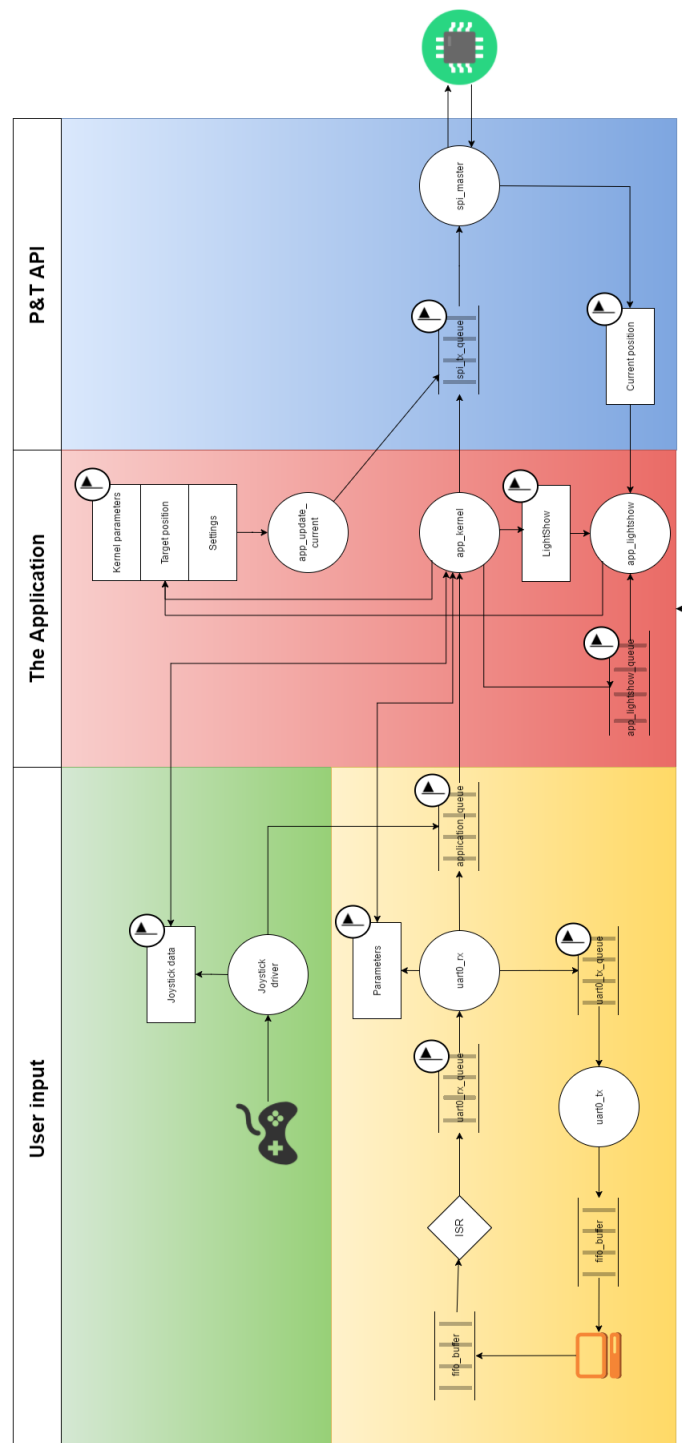 User input
The Application
P&T API
Joystick data
Joystick
driver
Parameters
fifo_buffer
ISR
uart0_rx_queue
uart0_rx
application_queue
fifo_buffer
uart0_tx
uart0_tx_queue
Kernel parameters
Target position
Settings
app_update_
current
app_kernel
LightShow
app_lightshow_queue
app_lightshow
spi_tx_queue
spi_master
Current position